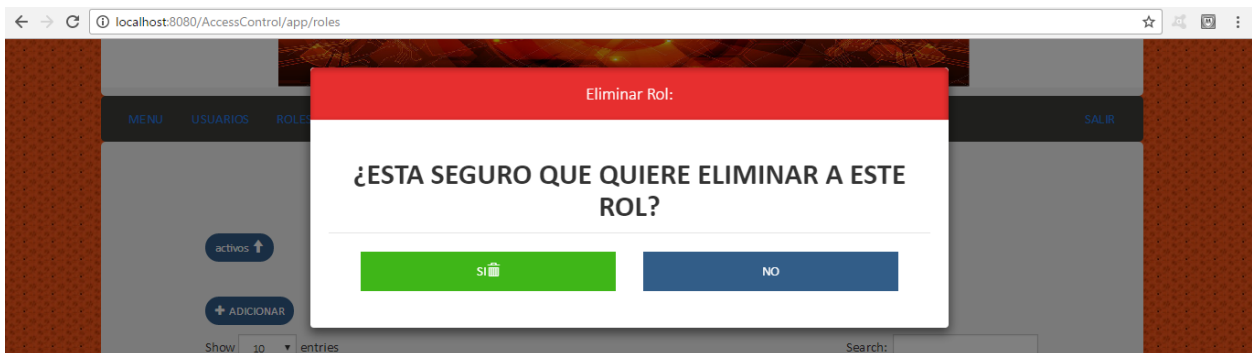 localhost:8080/AccessControl/app/roles
Eliminar Rol:
MENU USUARIOS ROLES SALIR
¿ESTA SEGURO QUE QUIERE ELIMINAR A ESTE
ROL?
activos
SI NO
+ ADICIONAR
Show 10 entries Search: